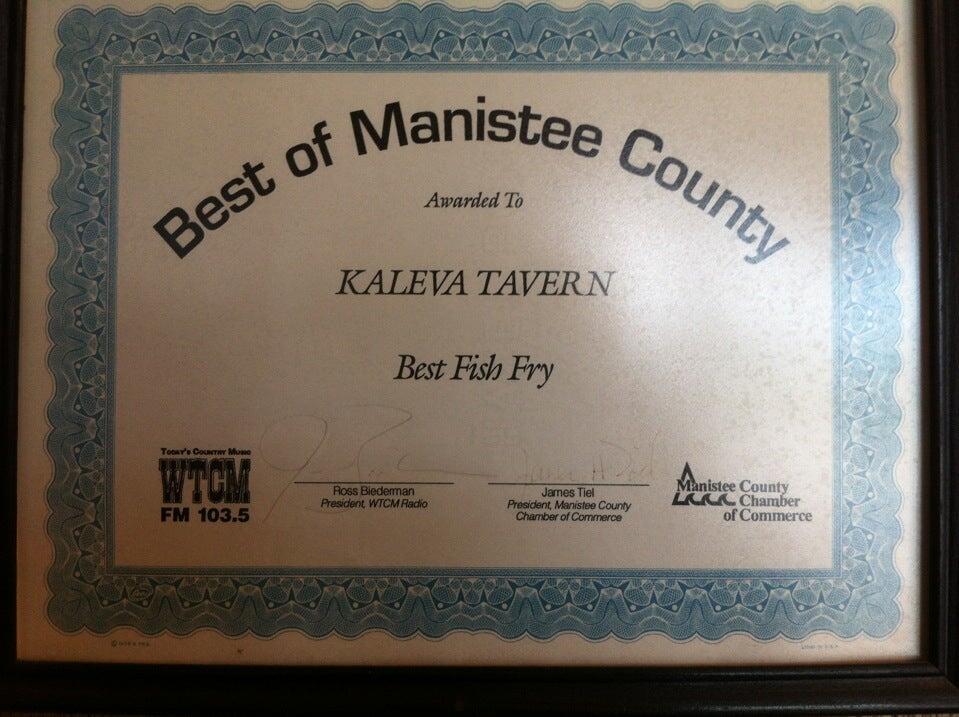 Best of Manistee County
Awarded To
KALEVA TAVERN
Best Fish Fry
TODAY'S COUNTRY MUSIC
WTCM
FM 103.5
Ross Biederman
President, WTCM Radio
James Tiel
President, Manistee County
Chamber of Commerce
Manistee County
Chamber
of Commerce